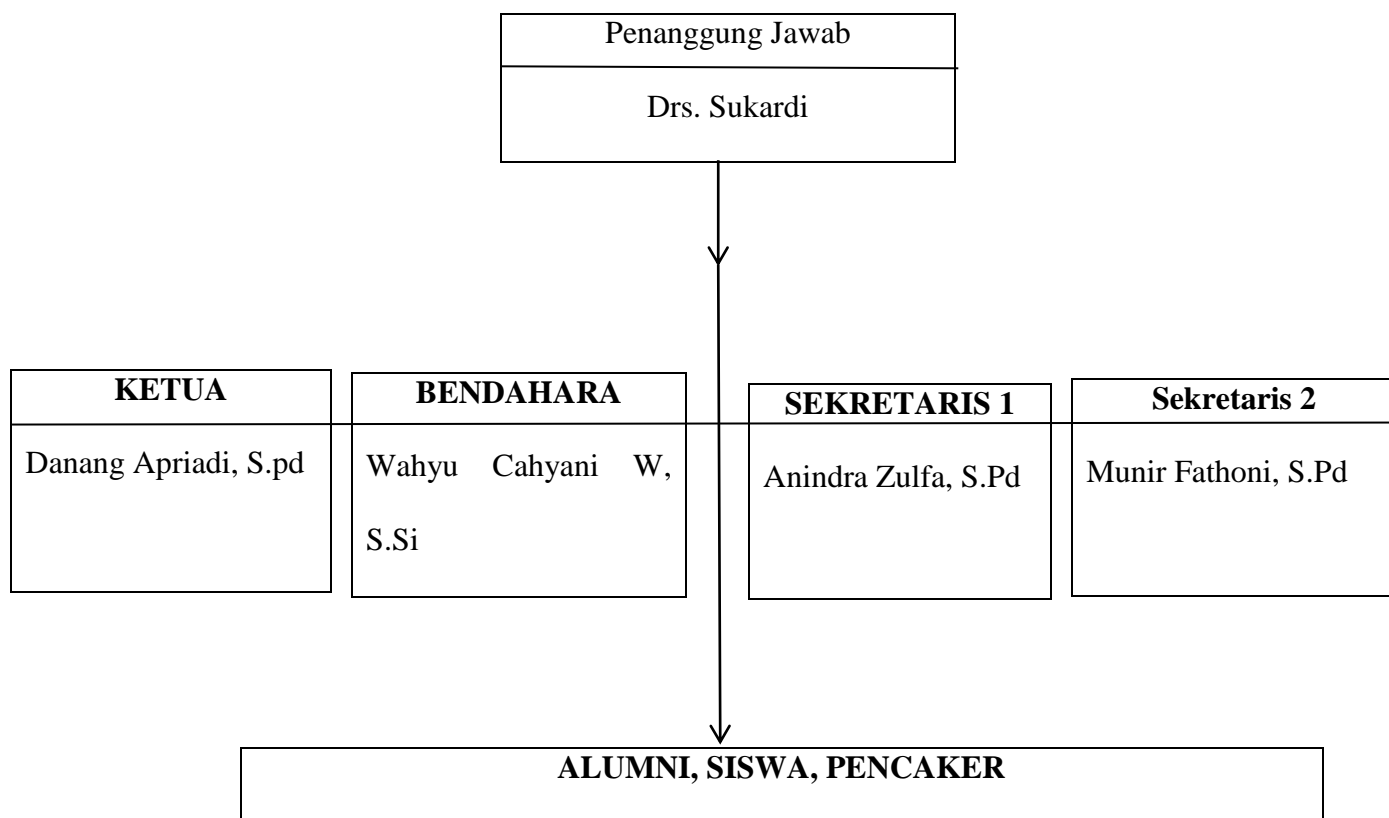 Penanggung Jawab
Drs. Sukardi
KETUA
Danang Apriadi, S.pd
BENDAHARA
Wahyu Cahyani W,
S.Si
SEKRETARIS 1
Anindra Zulfa, S.Pd
Sekretaris 2
Munir Fathoni, S.Pd
ALUMNI, SISWA, PENCAKER